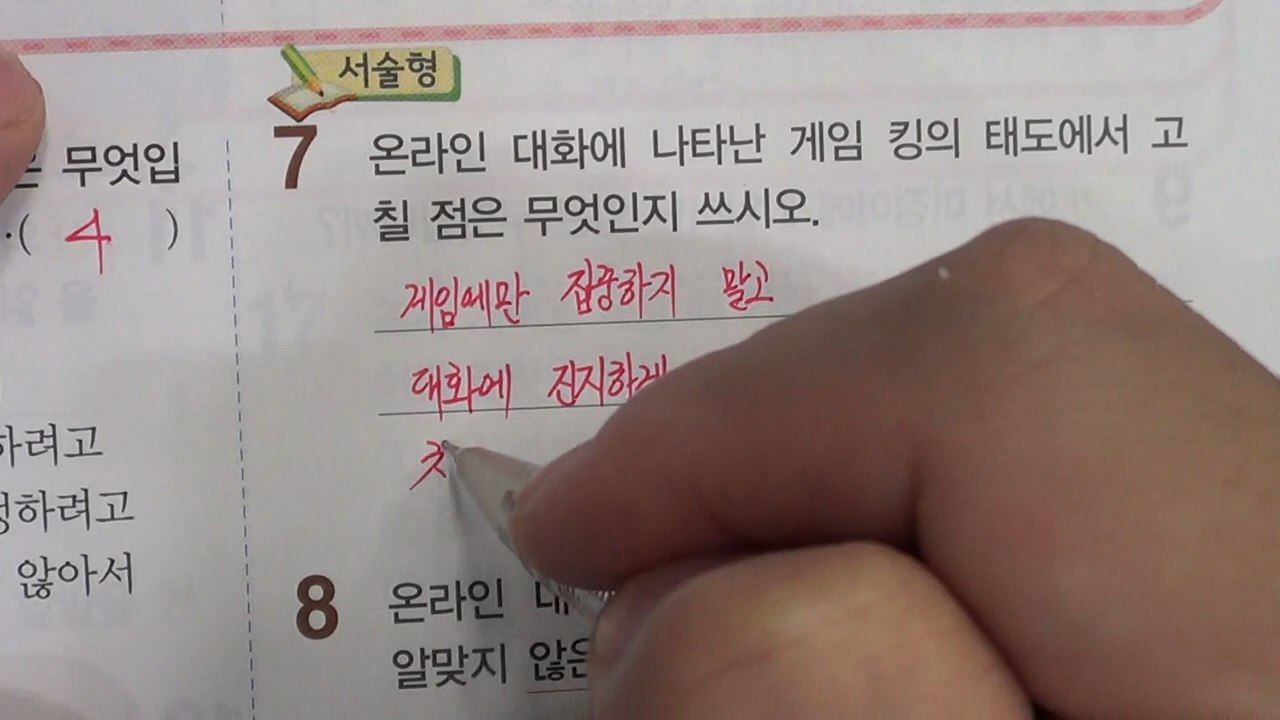 서술형
무엇입
·( 4 )
7 온라인 대화에 나타난 게임 킹의 태도에서 고
칠 점은 무엇인지 쓰시오.
게임에만 집중하지 말고
대화에 진지하게
하려고
하려고
않아서
8 온라인
알맞지 않은